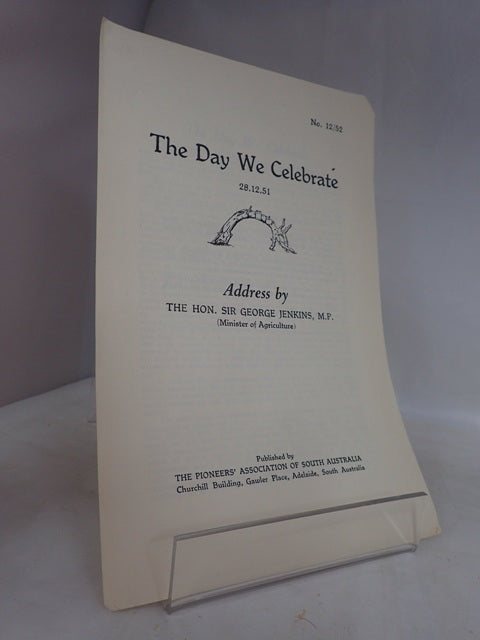 No. 12/52
The Day We Celebrate
28.12.51
Address by
THE HON. SIR GEORGE JENKINS, M.P.
(Minister of Agriculture)
Published by
THE PIONEERS' ASSOCIATION OF SOUTH AUSTRALIA
Churchill Building, Gawler Place, Adelaide, South Australia